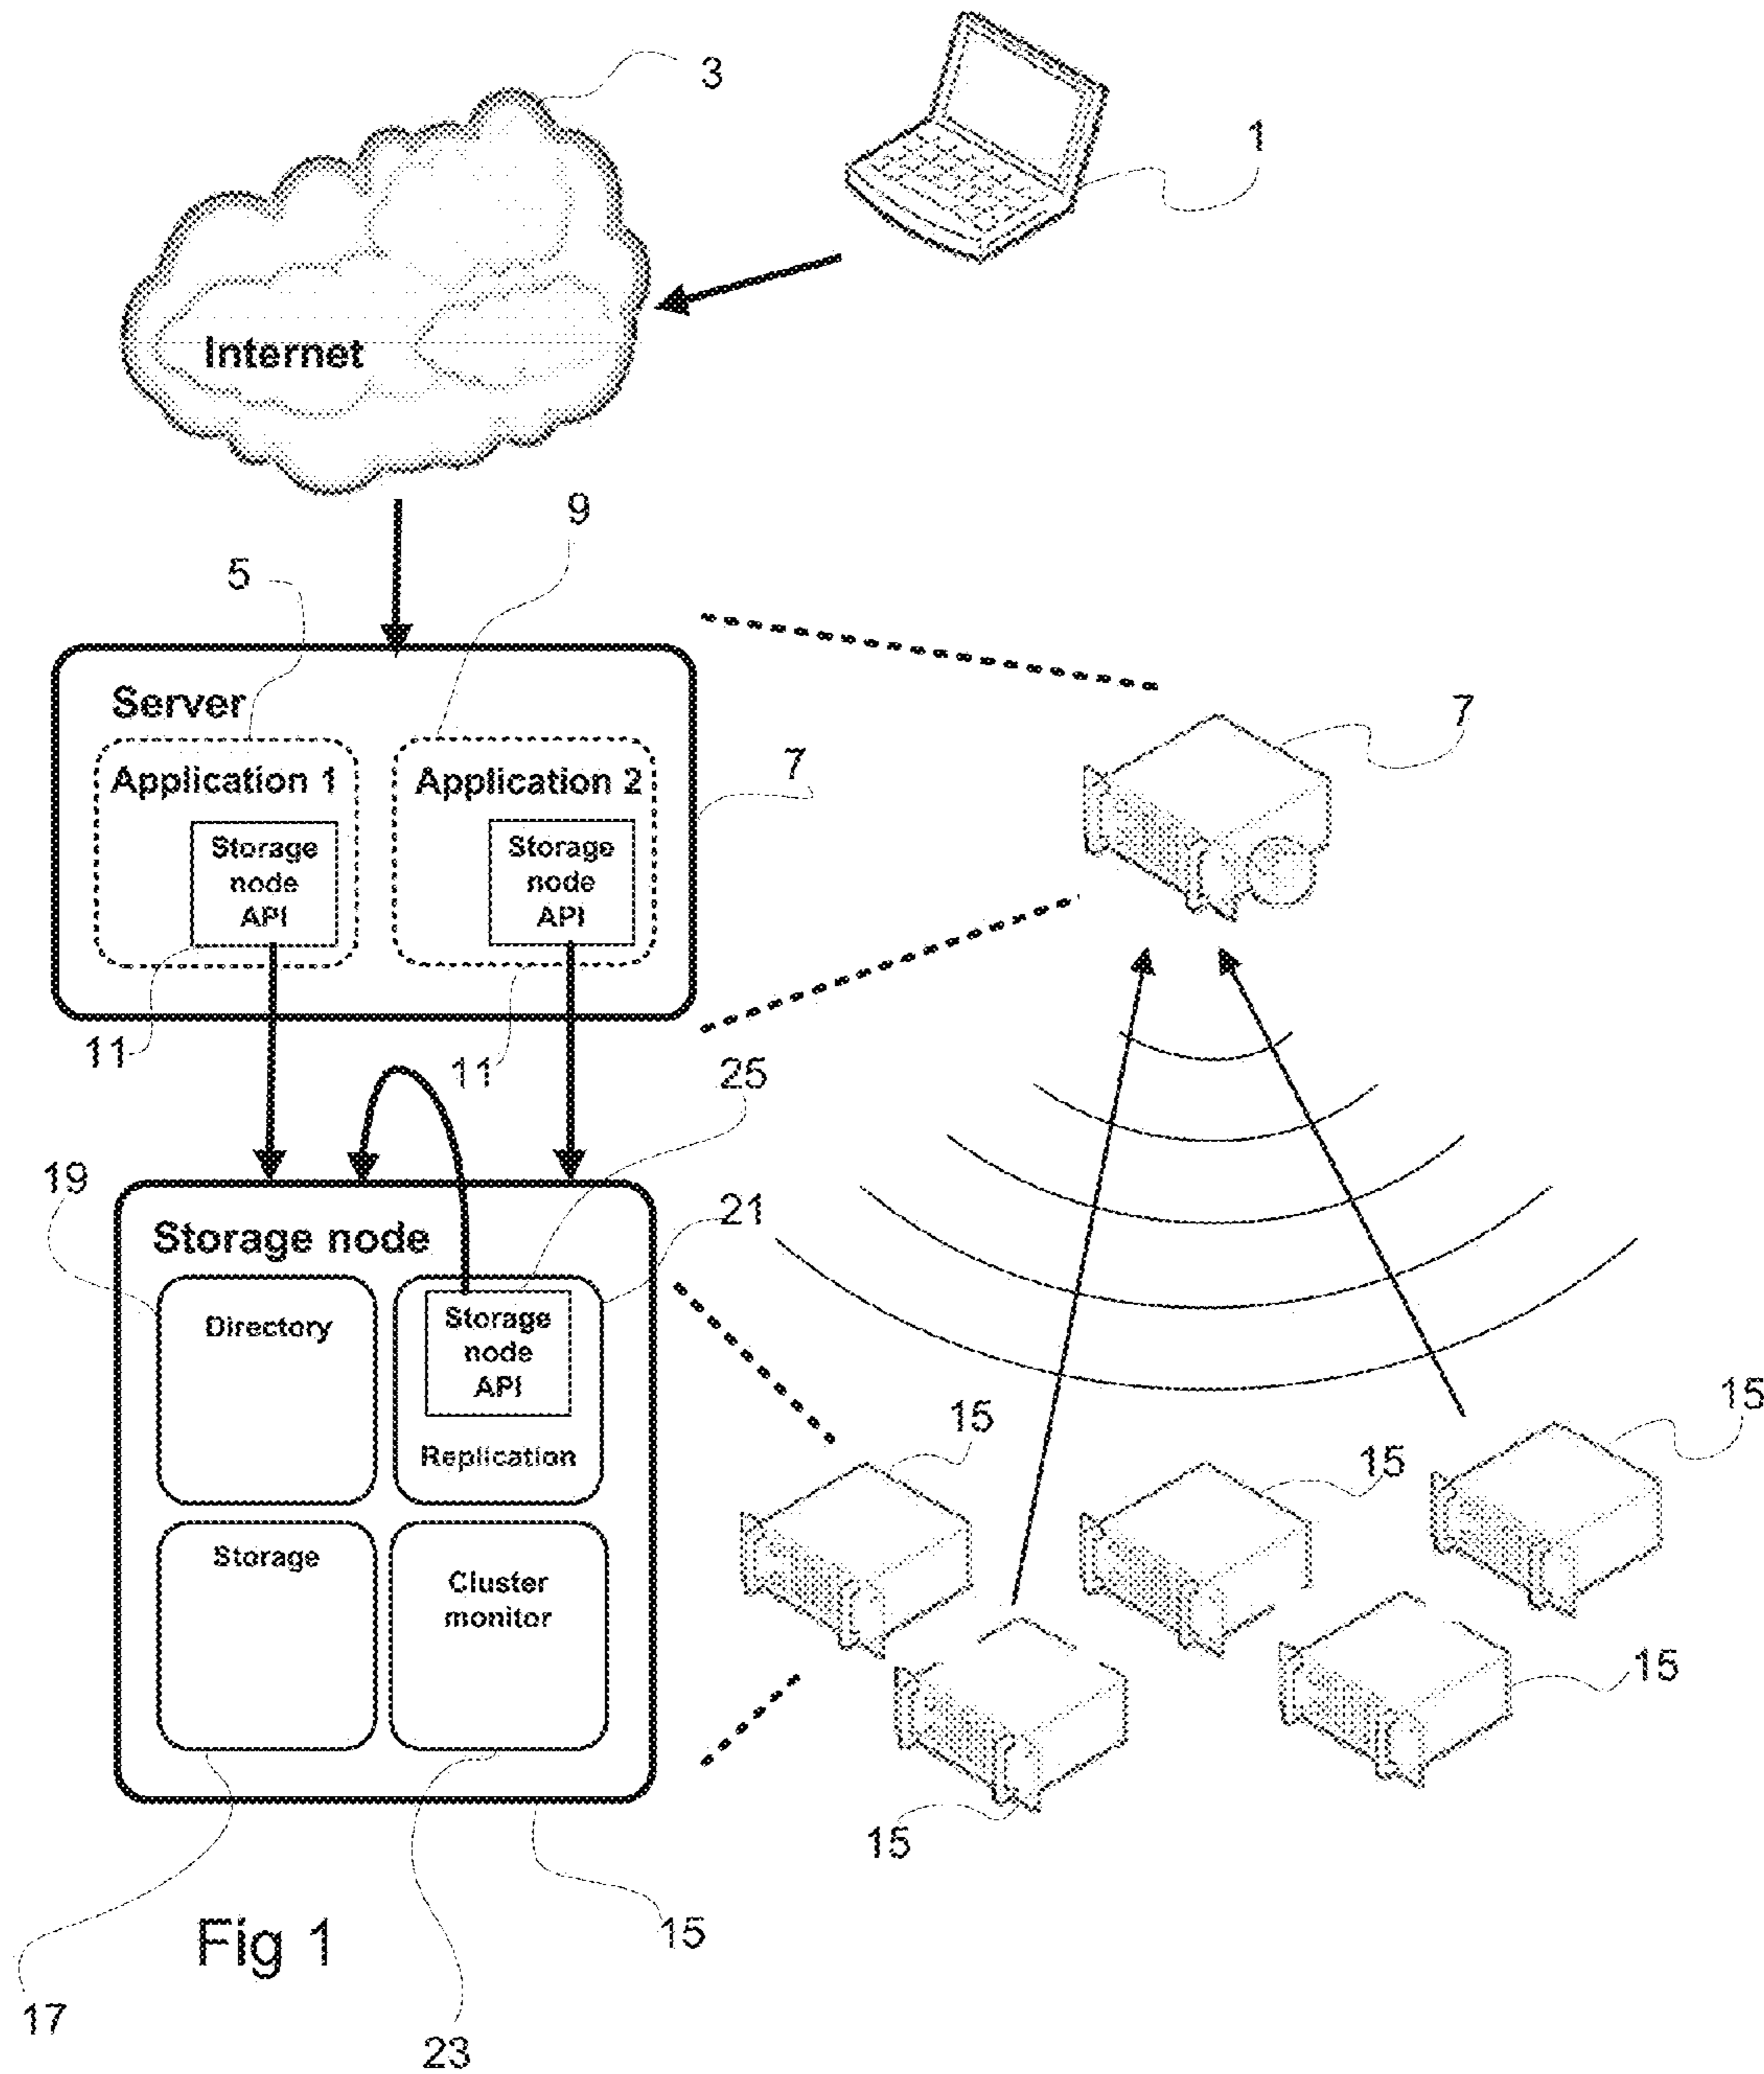 3
1
Internet
9
5
Server
7
7
Application 1
Application 2
Storage
node
API
Storage
node
API
11
11
25
19
21
Storage node
Directory
Storage
node
API
Replication
15
15
15
Storage
Cluster
monitor
15
15
15
Fig 1
17
23